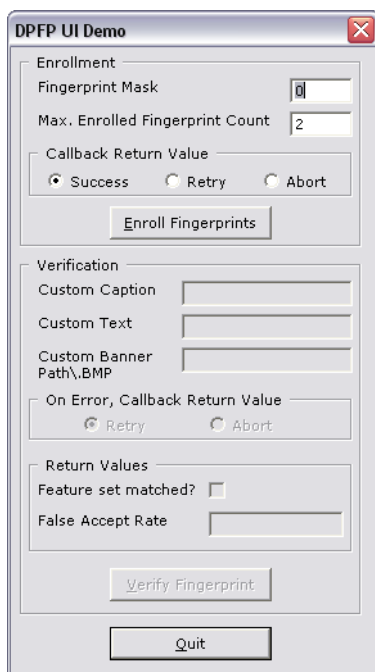 DPFP UI Demo
Enrollment
Fingerprint Mask 0
Max. Enrolled Fingerprint Count 2
Callback Return Value
Success Retry Abort
Enroll Fingerprints
Verification
Custom Caption
Custom Text
Custom Banner
Path\.BMP
On Error, Callback Return Value
Retry Abort
Return Values
Feature set matched?
False Accept Rate
Verify Fingerprint
Quit